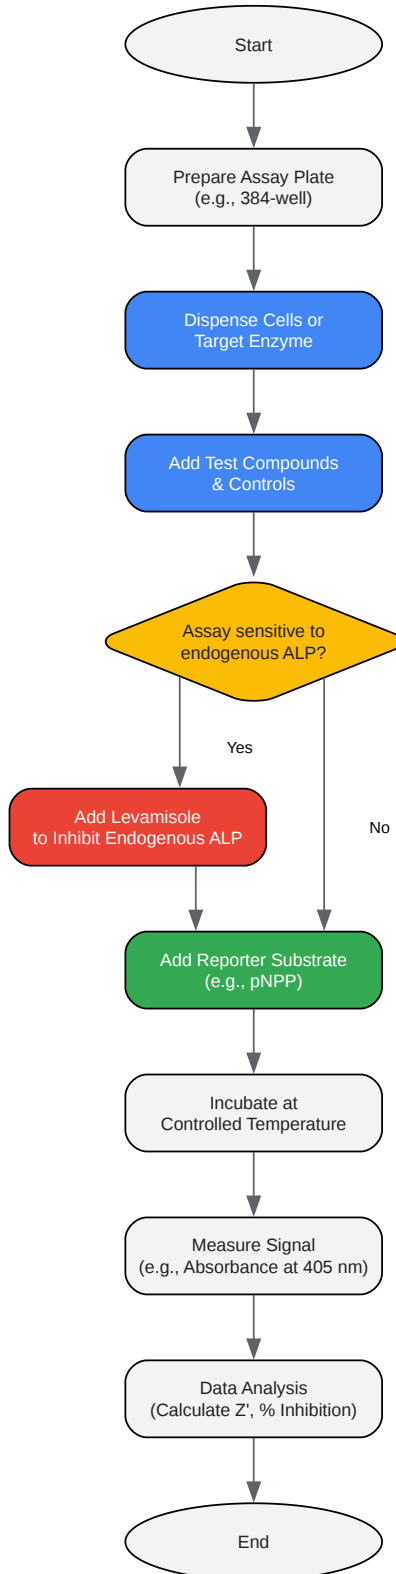 Start
Prepare Assay Plate
(e.g., 384-well)
Dispense Cells or
Target Enzyme
Add Test Compounds
& Controls
Assay sensitive to
endogenous ALP?
Yes
Add Levamisole
to Inhibit Endogenous ALP
No
Add Reporter Substrate
(e.g., pNPP)
Incubate at
Controlled Temperature
Measure Signal
(e.g., Absorbance at 405 nm)
Data Analysis
(Calculate Z', % Inhibition)
End